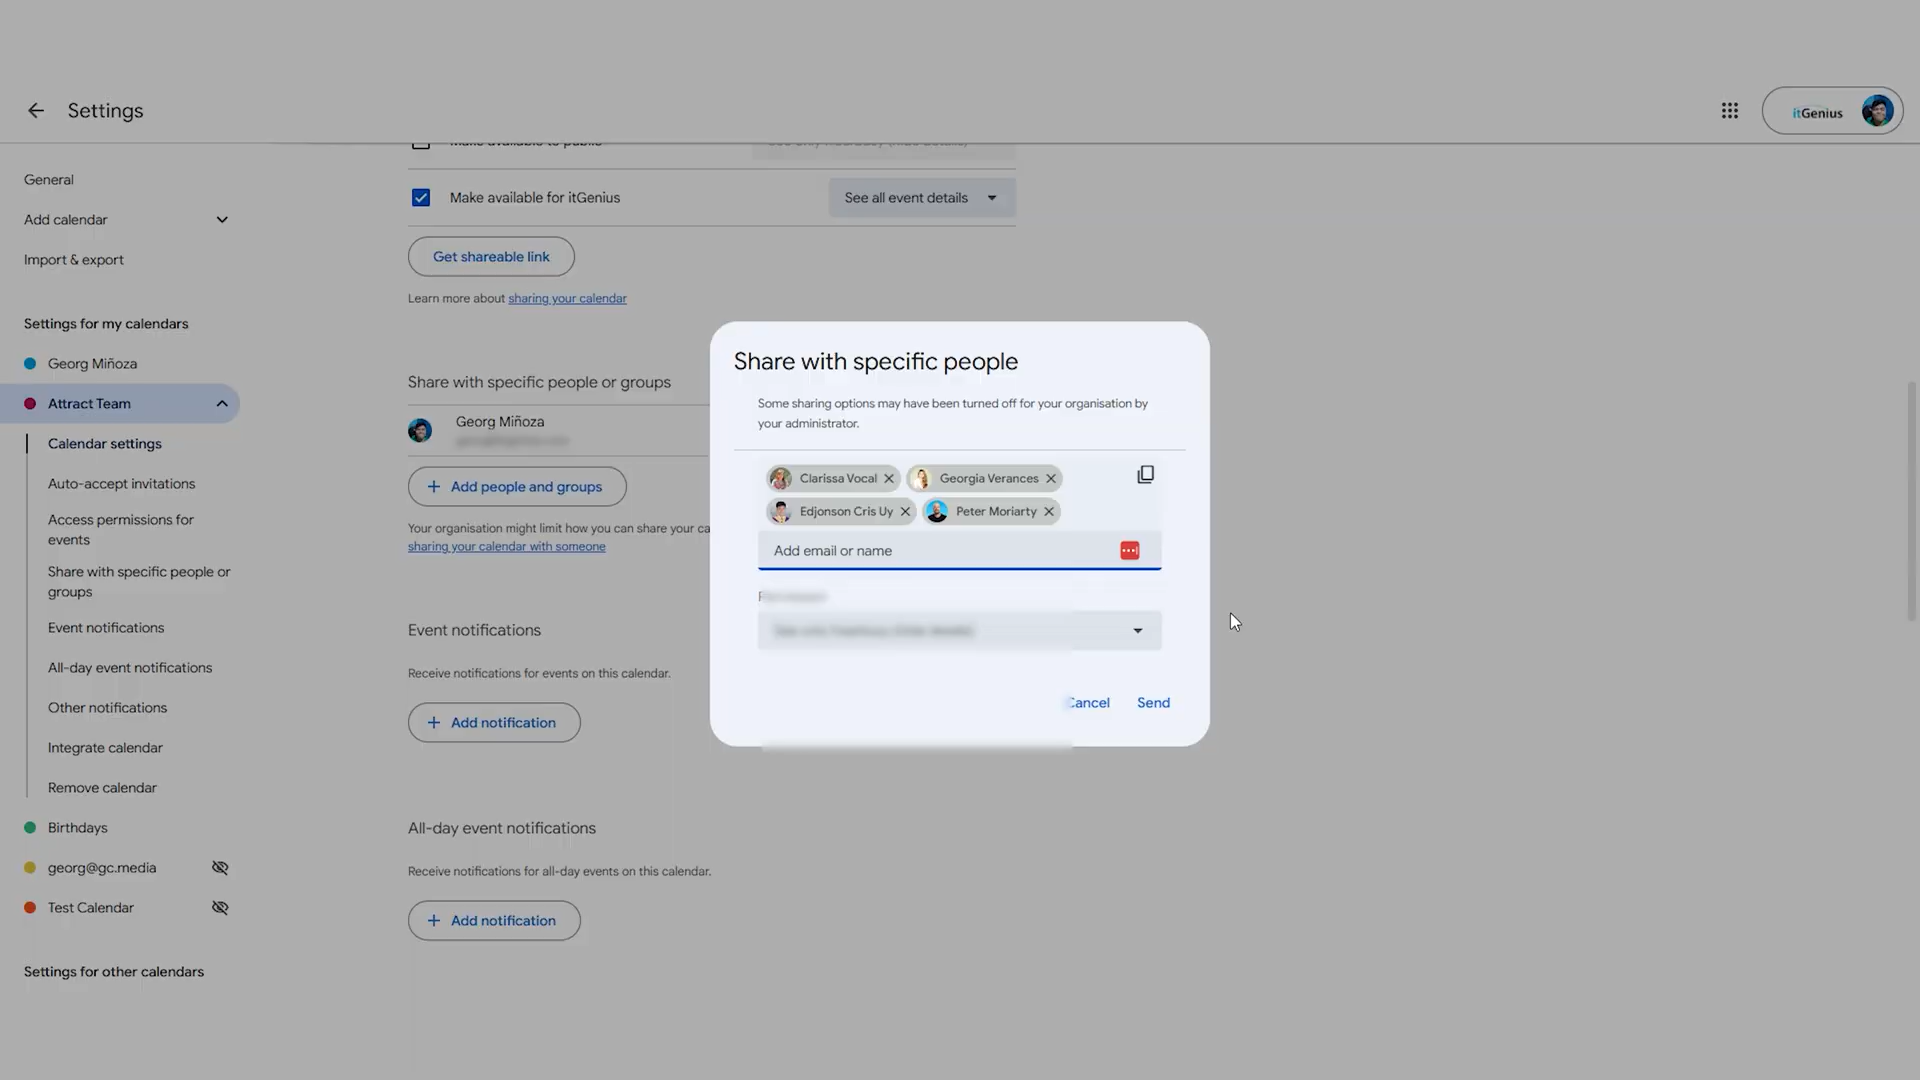 Settings
itGenius
General
Add calendar
Import & export
Settings for my calendars
Georg Miñoza
Attract Team
Calendar settings
Auto-accept invitations
Access permissions for
events
Share with specific people or
groups
Event notifications
All-day event notifications
Other notifications
Integrate calendar
Remove calendar
Birthdays
georg@gc.media
Test Calendar
Settings for other calendars
Make available for itGenius
See all event details
Get shareable link
Learn more about sharing your calendar
Share with specific people or groups
Georg Miñoza
Add people and groups
Your organisation might limit how you can share your ca
sharing your calendar with someone
Event notifications
Receive notifications for events on this calendar.
Add notification
All-day event notifications
Receive notifications for all-day events on this calendar.
Add notification
Share with specific people
Some sharing options may have been turned off for your organisation by
your administrator.
Clarissa Vocal
Georgia Verances
Edjonson Cris Uy
Peter Moriarty
Add email or name
Cancel
Send